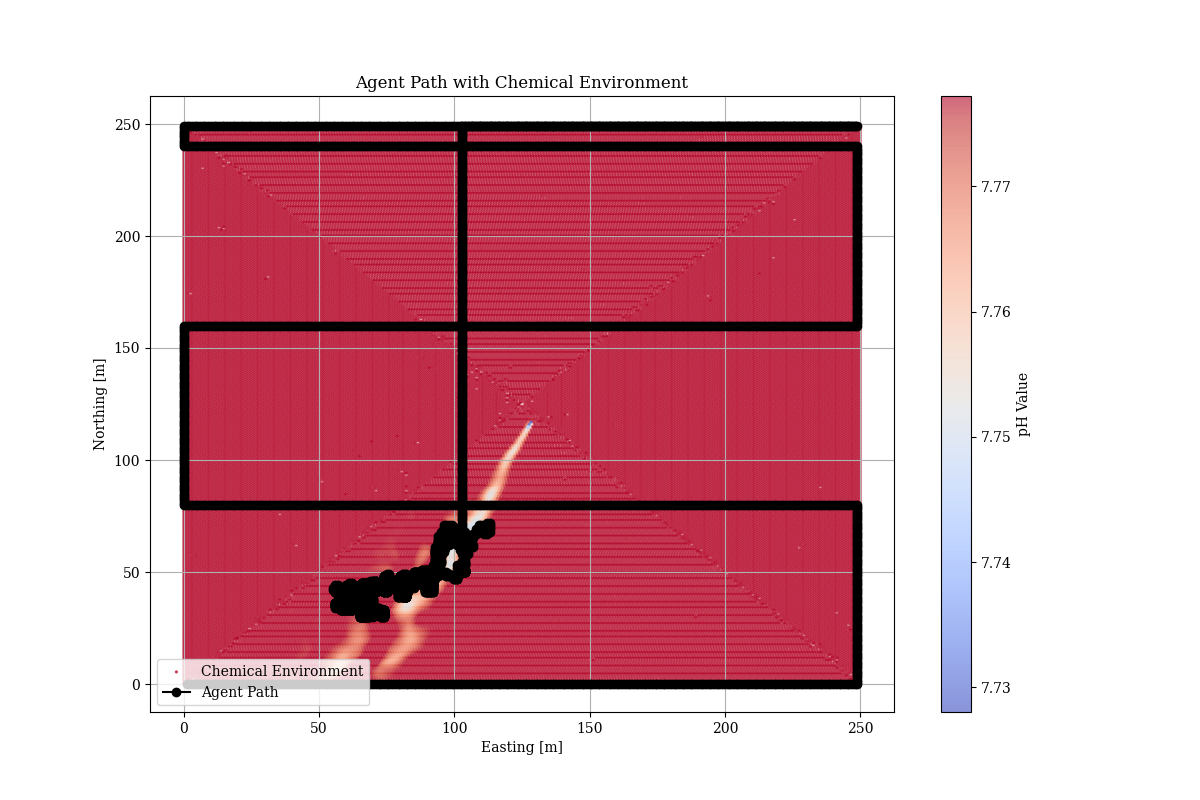 Agent Path with Chemical Environment
250
200
150
100
50
0
Northing [m]
0 50 100 150 200 250
Easting [m]
Chemical Environment
Agent Path
7.77
7.76
7.75
7.74
7.73
pH Value